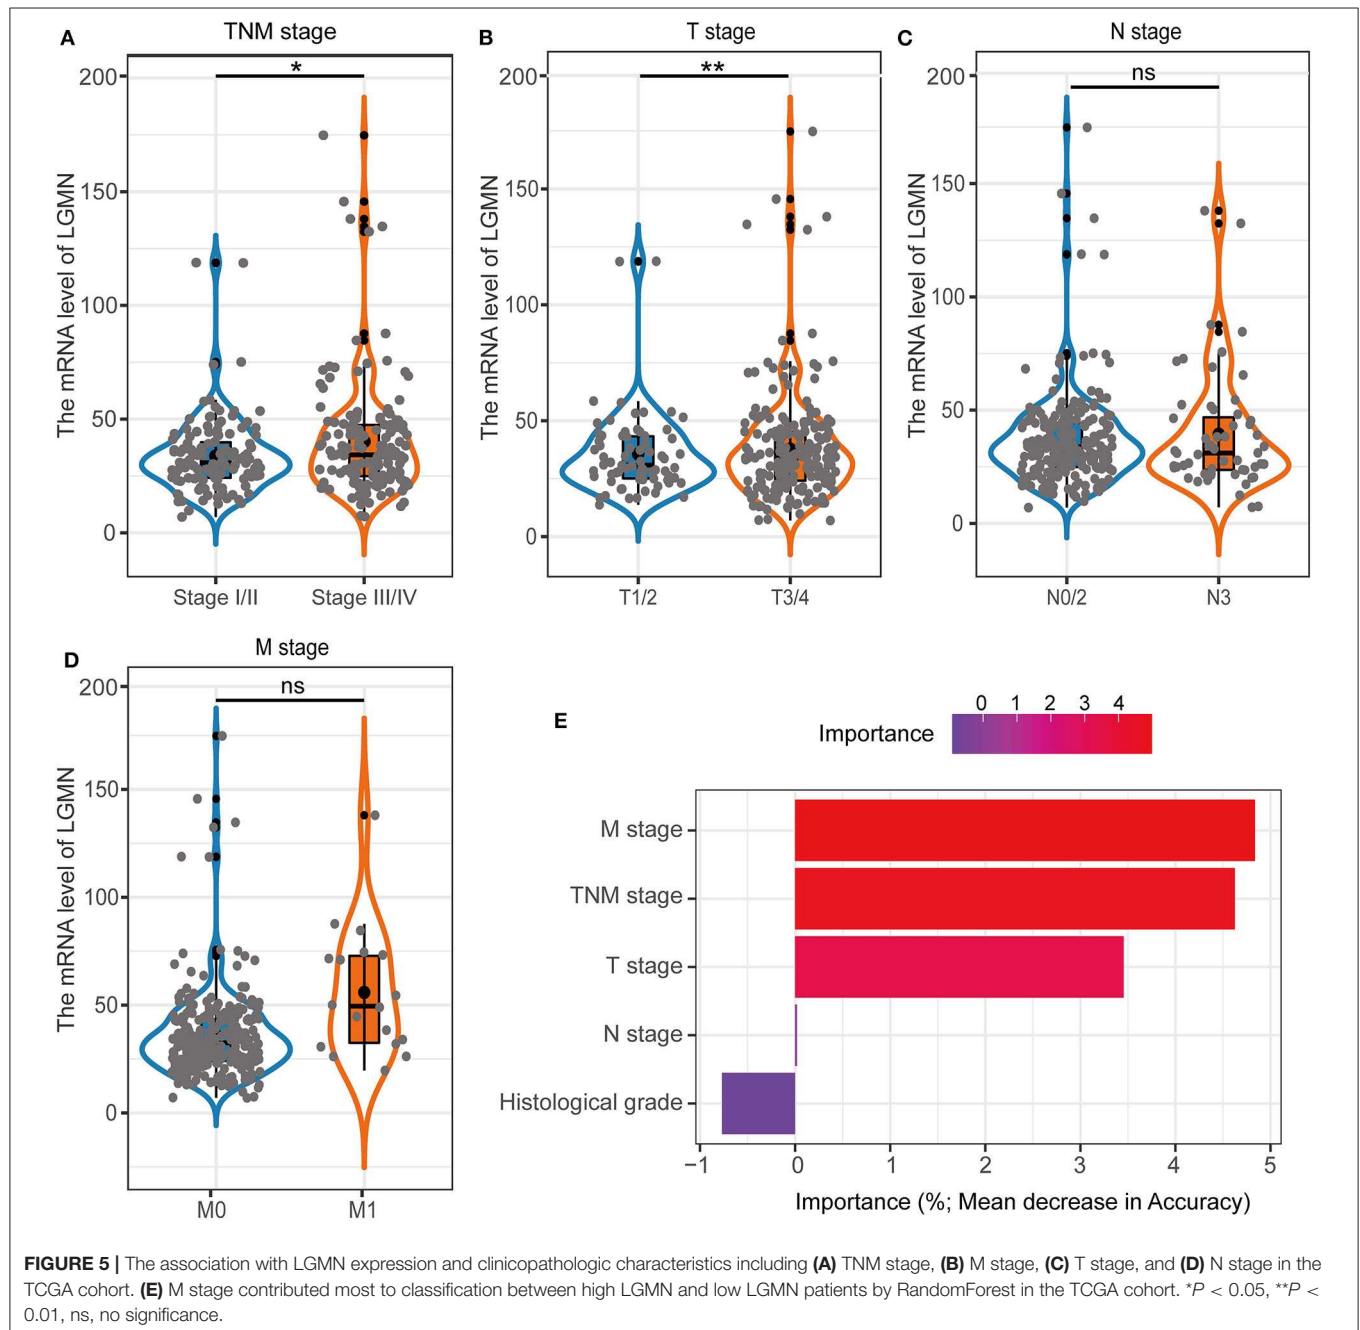 A TNM stage
*
The mRNA level of LGMN
200
150
100
50
0
Stage I/II Stage III/IV
B T stage
**
The mRNA level of LGMN
200
150
100
50
0
T1/2 T3/4
C N stage
ns
The mRNA level of LGMN
200
150
100
50
0
N0/2 N3
D M stage
ns
The mRNA level of LGMN
200
150
100
50
0
M0 M1
E
Importance
0 1 2 3 4
M stage
TNM stage
T stage
N stage
Histological grade
−1 0 1 2 3 4 5
Importance (%; Mean decrease in Accuracy)
FIGURE 5 | The association with LGMN expression and clinicopathologic characteristics including (A) TNM stage, (B) M stage, (C) T stage, and (D) N stage in the
TCGA cohort. (E) M stage contributed most to classification between high LGMN and low LGMN patients by RandomForest in the TCGA cohort. *P < 0.05, **P <
0.01, ns, no significance.